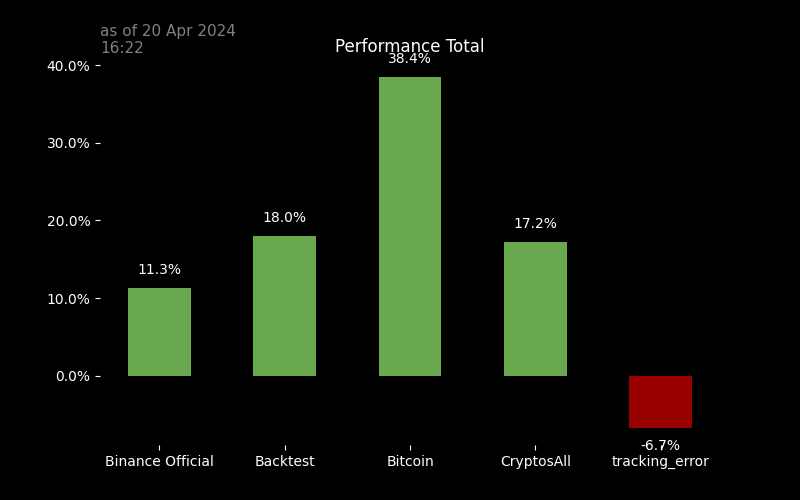 as of 20 Apr 2024
16:22
Performance Total
40.0%
30.0%
20.0%
10.0%
0.0%
11.3%
18.0%
38.4%
17.2%
-6.7%
Binance Official
Backtest
Bitcoin
CryptosAll
tracking_error